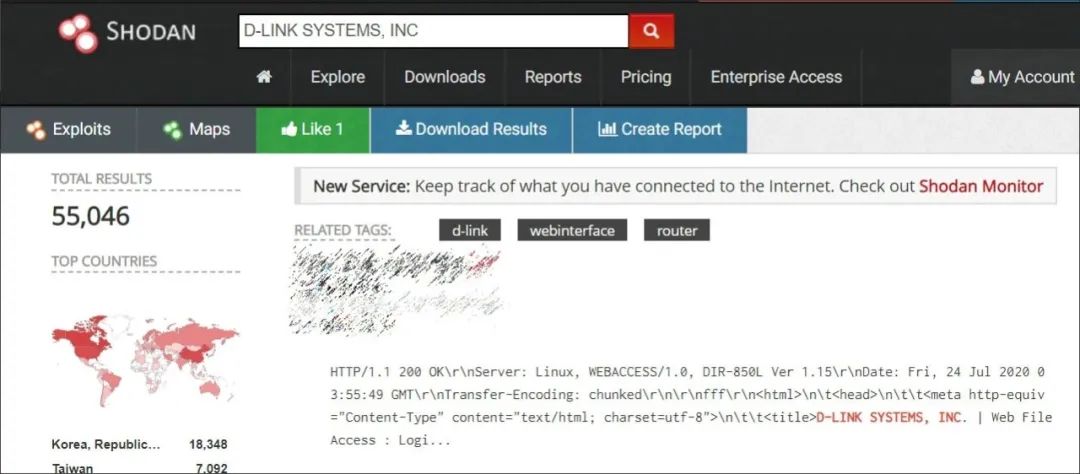 SHODAN
D-LINK SYSTEMS, INC
Explore Downloads Reports Pricing Enterprise Access My Account
Exploits Maps Like 1 Download Results Create Report
TOTAL RESULTS
55,046
TOP COUNTRIES
Korea, Republic... 18,348
Taiwan 7,092
New Service: Keep track of what you have connected to the Internet. Check out Shodan Monitor
RELATED TAGS: d-link webinterface router
HTTP/1.1 200 OK\r\nServer: Linux, WEBACCESS/1.0, DIR-850L Ver 1.15\r\nDate: Fri, 24 Jul 2020 0
3:55:49 GMT\r\nTransfer-Encoding: chunked\r\n\r\nfff\r\n<html>\n\t<head>\n\t\t<meta http-equiv
="Content-Type" content="text/html; charset=utf-8">\n\t\t<title>D-LINK SYSTEMS, INC. | Web File
Access : Logi...